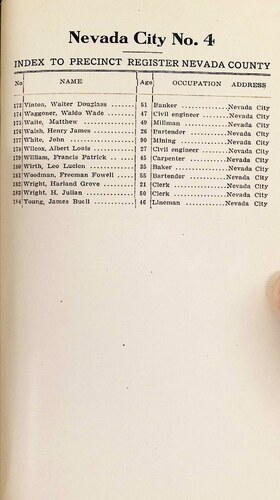 Nevada City No. 4
INDEX TO PRECINCT REGISTER NEVADA COUNTY
No NAME Age OCCUPATION ADDRESS
173 Vinton, Walter Douglass ...... 51 Banker ............... Nevada City
174 Waggoner, Waldo Wade ....... 47 Civil engineer ....... Nevada City
175 Waite, Matthew .............. 49 Millman .............. Nevada City
176 Walsh, Henry James .......... 26 Bartender ............ Nevada City
177 White, John ................. 90 Mining ............... Nevada City
178 Wilcox, Albert Louis ........ 27 Civil engineer ....... Nevada City
179 William, Francis Patrick .. .... 45 Carpenter ............ Nevada City
180 Wirth, Leo Lucien ........... 35 Baker ................ Nevada City
181 Woodman, Freeman Fowell .... 55 Bartender ............ Nevada City
182 Wright, Harland Grove ....... 21 Clerk ................ Nevada City
183 Wright, H. Julian ........... 50 Clerk ................ Nevada City
184 Young, James Buell .......... 46 Lineman .............. Nevada City